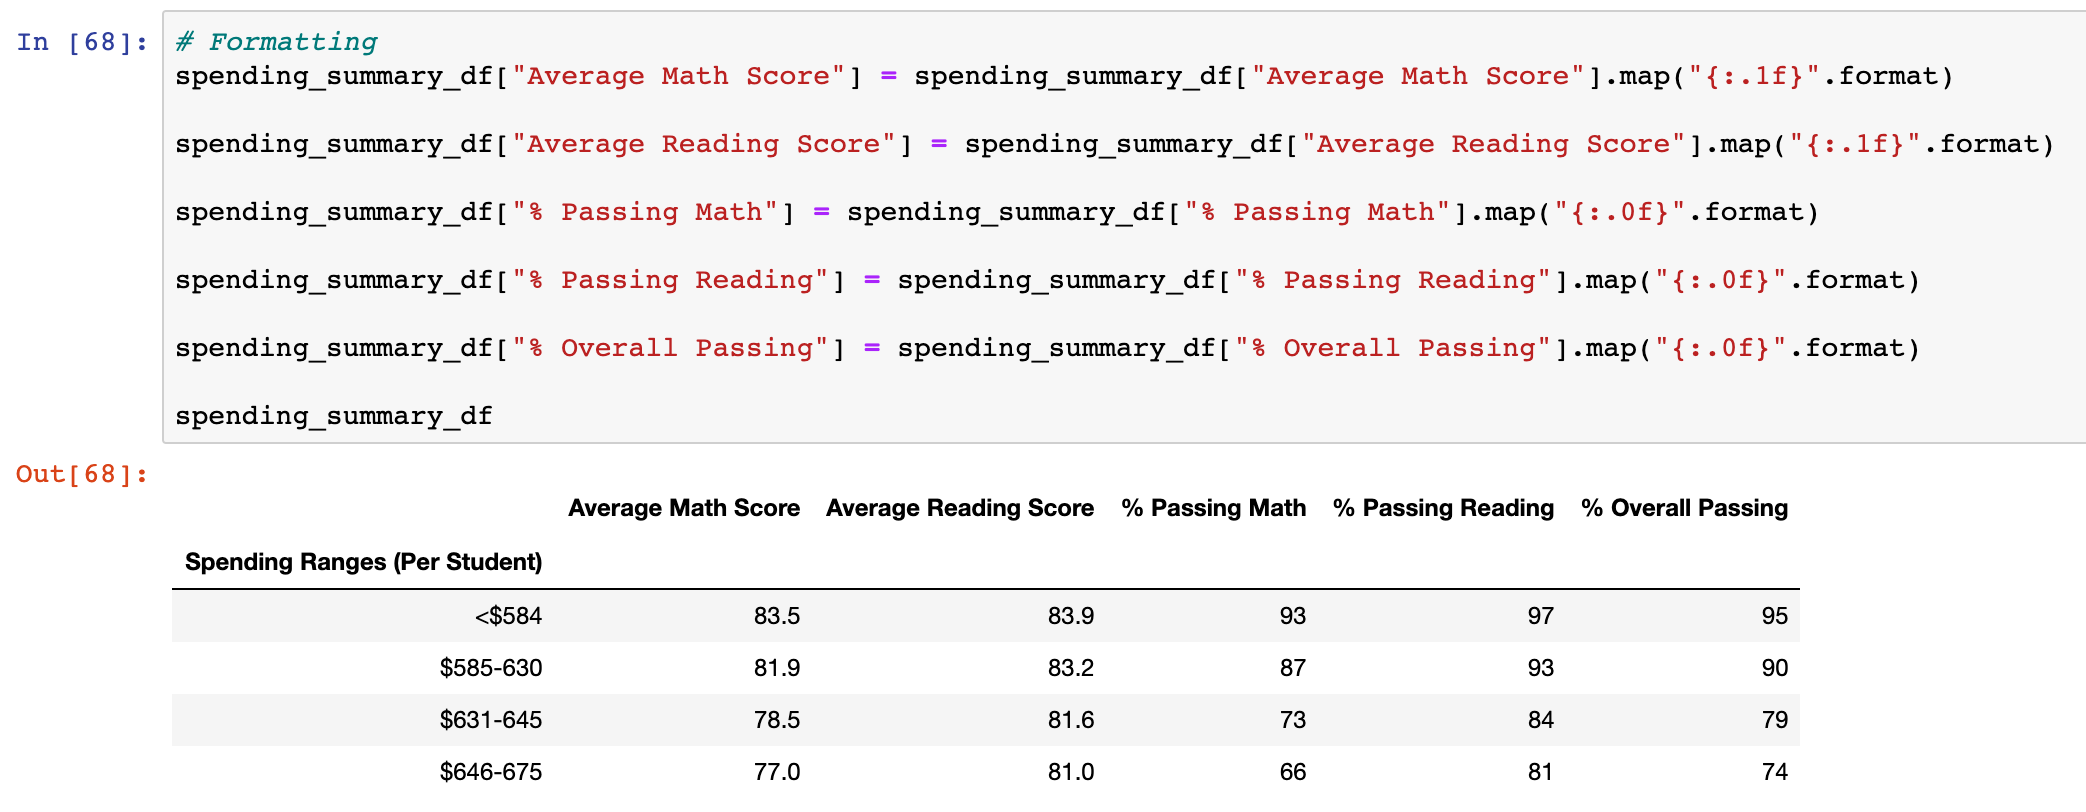 In [68]: # Formatting
spending_summary_df["Average Math Score"] = spending_summary_df["Average Math Score"].map("{:.1f}".format)
spending_summary_df["Average Reading Score"] = spending_summary_df["Average Reading Score"].map("{:.1f}".format)
spending_summary_df["% Passing Math"] = spending_summary_df["% Passing Math"].map("{:.0f}".format)
spending_summary_df["% Passing Reading"] = spending_summary_df["% Passing Reading"].map("{:.0f}".format)
spending_summary_df["% Overall Passing"] = spending_summary_df["% Overall Passing"].map("{:.0f}".format)
spending_summary_df
Out[68]:
Average Math Score Average Reading Score % Passing Math % Passing Reading % Overall Passing
Spending Ranges (Per Student)
<$584 83.5 83.9 93 97 95
$585-630 81.9 83.2 87 93 90
$631-645 78.5 81.6 73 84 79
$646-675 77.0 81.0 66 81 74